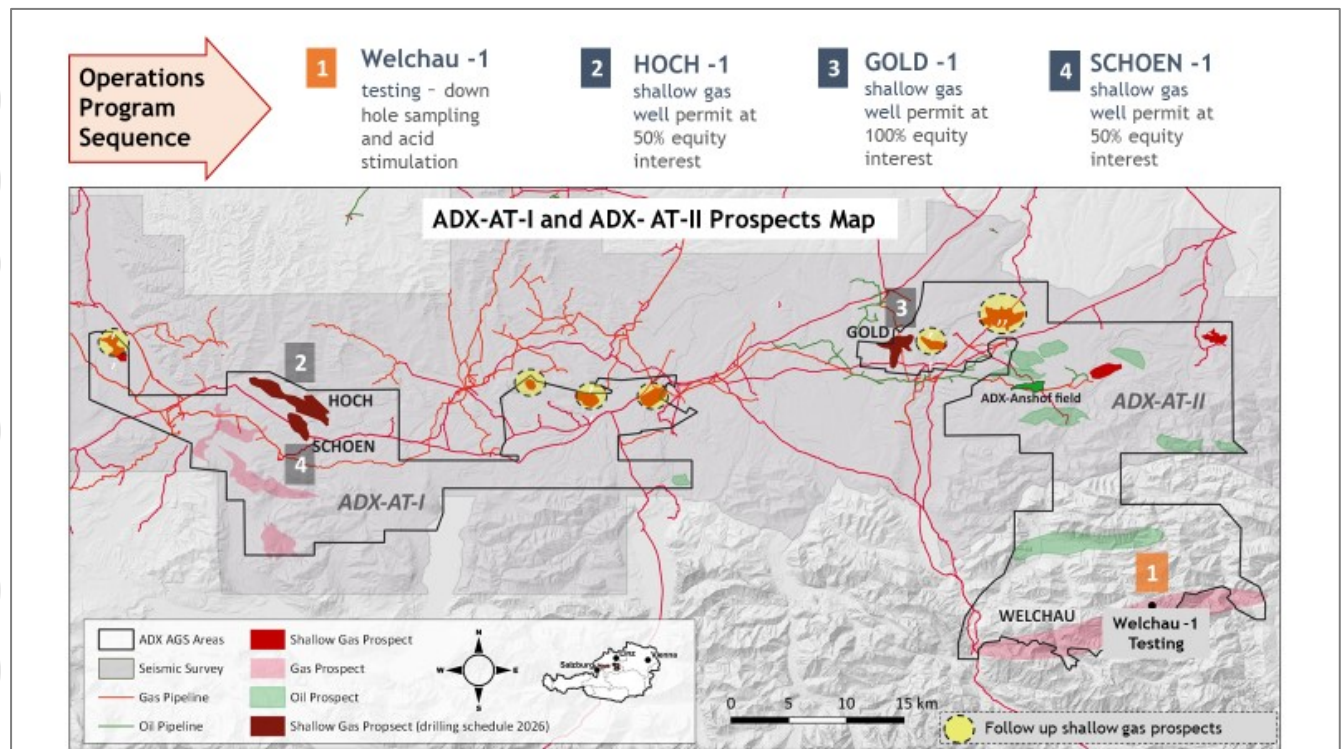 Operations
Program
Sequence
1
Welchau -1
testing – down
hole sampling
and acid
stimulation
2
HOCH -1
shallow gas
well permit at
50% equity
interest
3
GOLD -1
shallow gas
well permit at
100% equity
interest
4
SCHOEN -1
shallow gas
well permit at
50% equity
interest
ADX-AT-I and ADX- AT-II Prospects Map
3
GOLD
2
HOCH
SCHOEN
4
ADX-AT-I
ADX-Anshof field
ADX-AT-II
1
WELCHAU
Welchau -1
Testing
ADX AGS Areas
Seismic Survey
Gas Pipeline
Oil Pipeline
Shallow Gas Prospect
Gas Prospect
Oil Prospect
Shallow Gas Propsect (drilling schedule 2026)
N
W
E
S
Salzburg
Linz
Vienna
0 5 10 15 km
Follow up shallow gas prospects